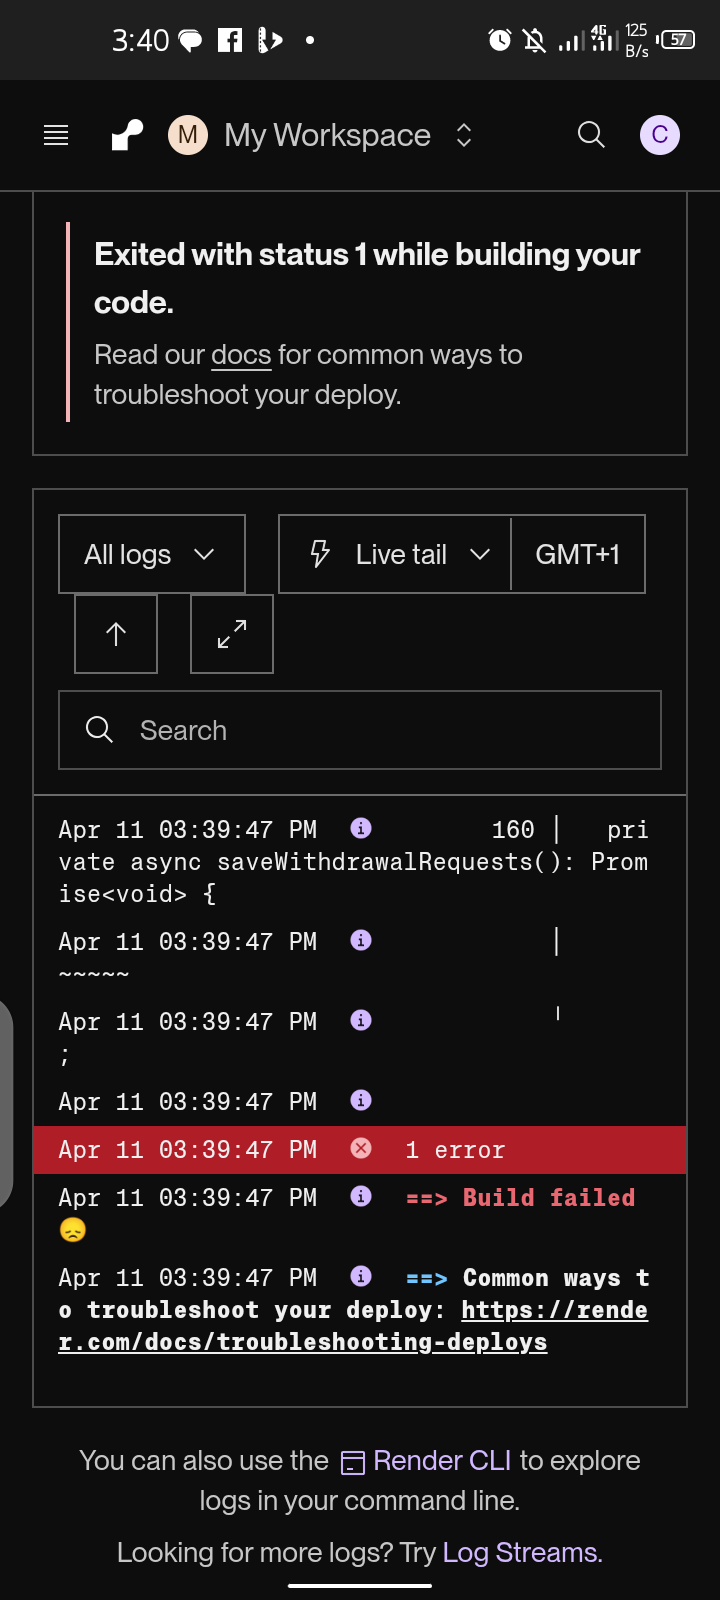 3:40 4G 125 B/s 57
M My Workspace C
Exited with status 1 while building your
code.
Read our docs for common ways to
troubleshoot your deploy.
All logs Live tail GMT+1
Search
Apr 11 03:39:47 PM 160 │ pri
vate async saveWithdrawalRequests(): Prom
ise<void> {
Apr 11 03:39:47 PM │
~~~~~
Apr 11 03:39:47 PM ╵
;
Apr 11 03:39:47 PM
Apr 11 03:39:47 PM 1 error
Apr 11 03:39:47 PM ==> Build failed
😞
Apr 11 03:39:47 PM ==> Common ways t
o troubleshoot your deploy: https://rende
r.com/docs/troubleshooting-deploys
You can also use the Render CLI to explore
logs in your command line.
Looking for more logs? Try Log Streams.